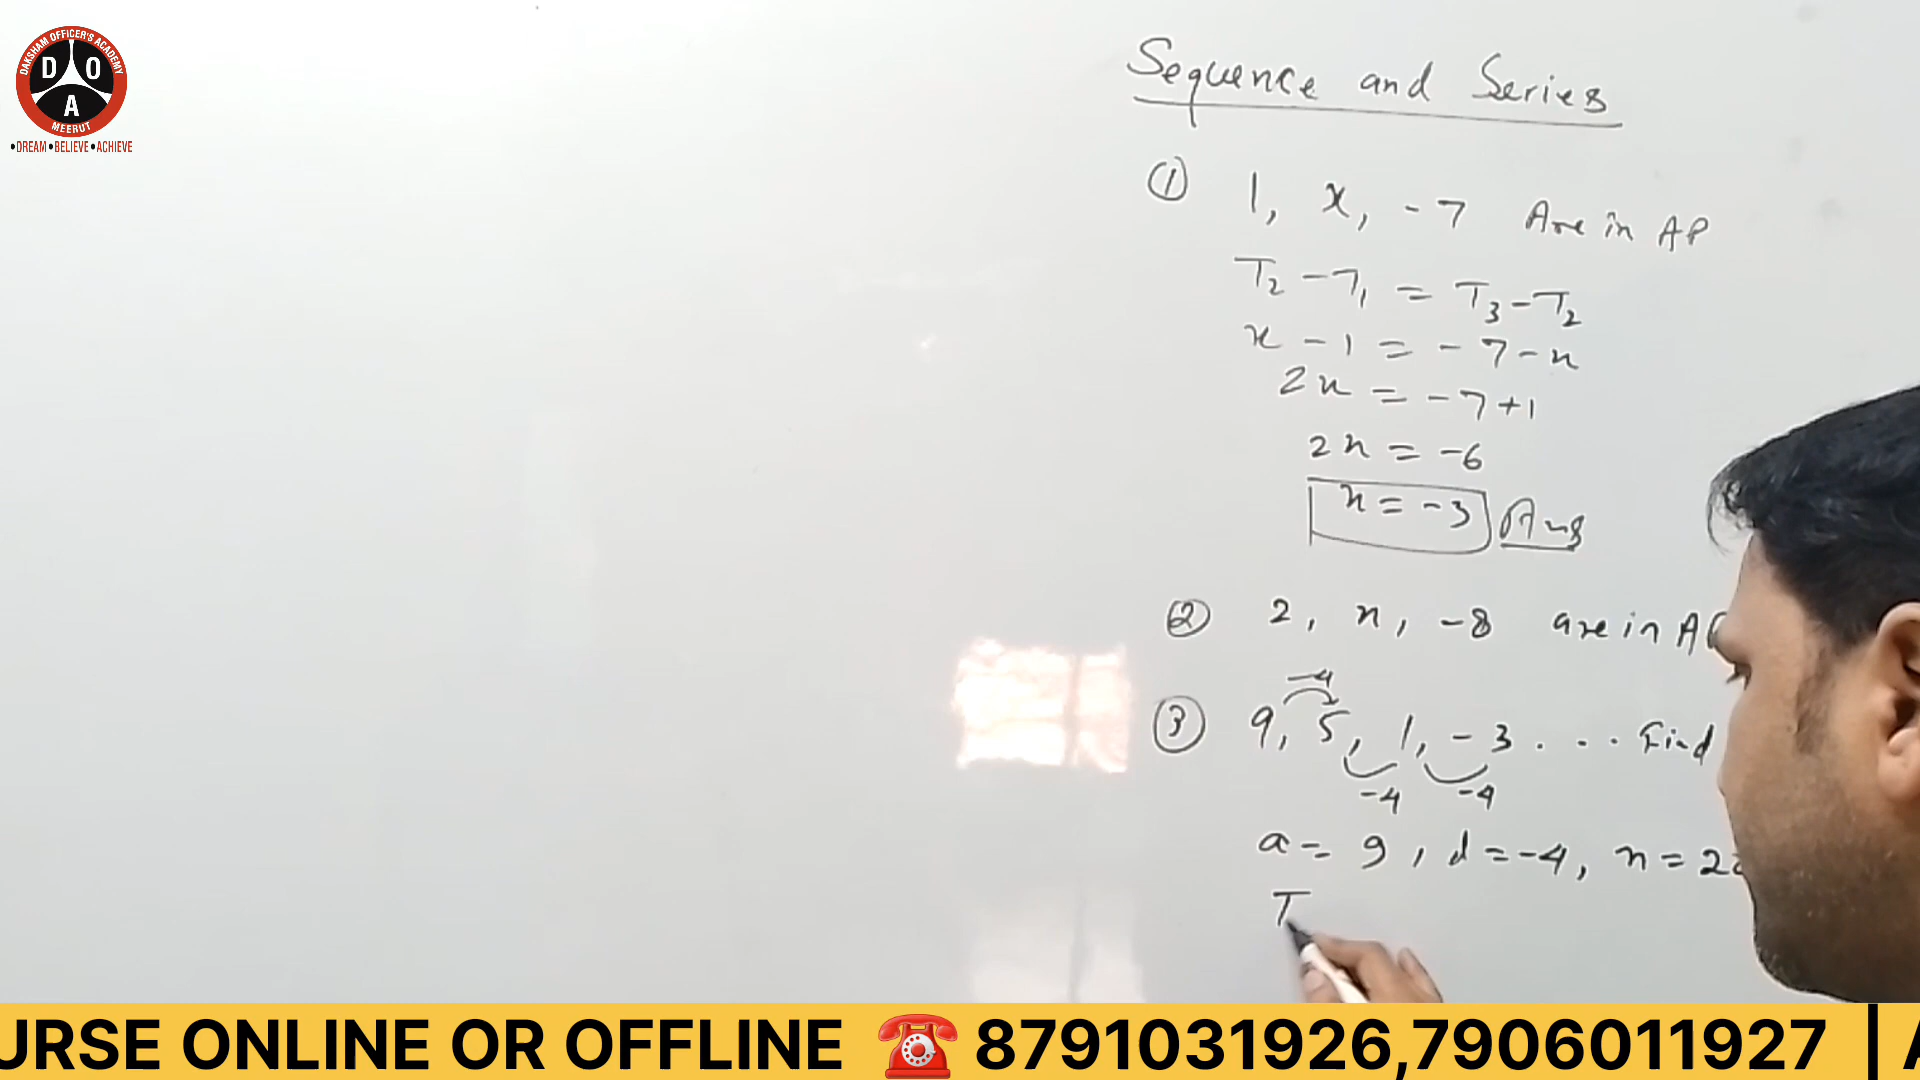 DAKSHAM OFFICER'S ACADEMY
D O
A
MEERUT
•DREAM •BELIEVE •ACHIEVE
Sequence and Series
① 1, x, -7 Are in AP
T₂ - T₁ = T₃ - T₂
x - 1 = -7 - x
2x = -7+1
2x = -6
x = -3 Ans
② 2, x, -8 are in
-4
③ 9, 5, 1, -3 . . . Find
-4 -4
a = 9, d = -4, n =
T
URSE ONLINE OR OFFLINE ☎️ 8791031926,7906011927 | A